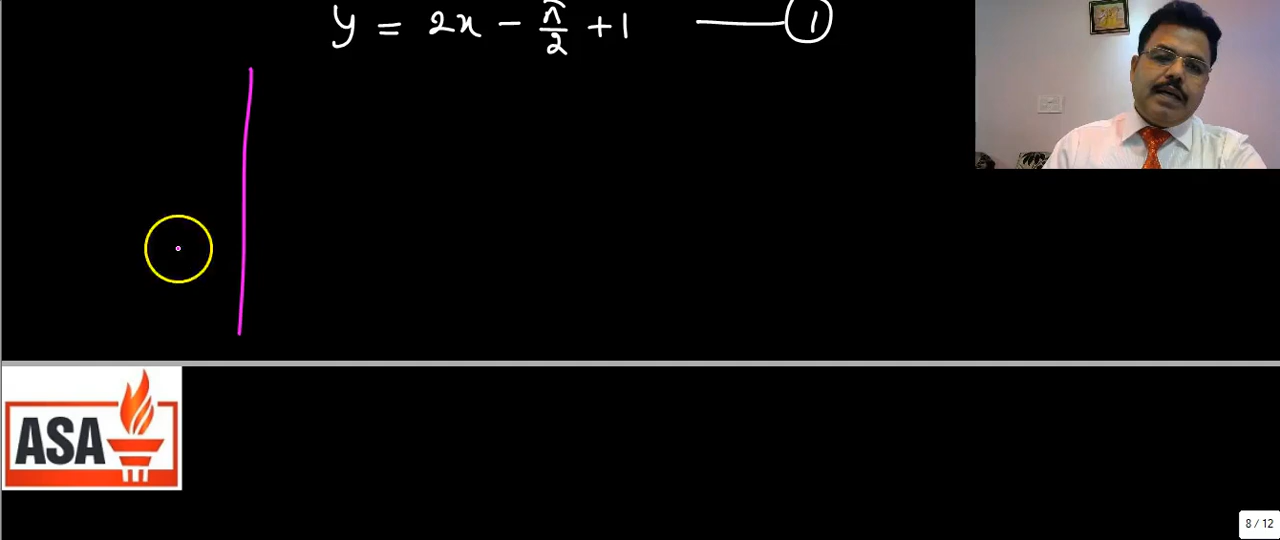 y = 2x - π/2 + 1 —— ①
ASA
8 / 12